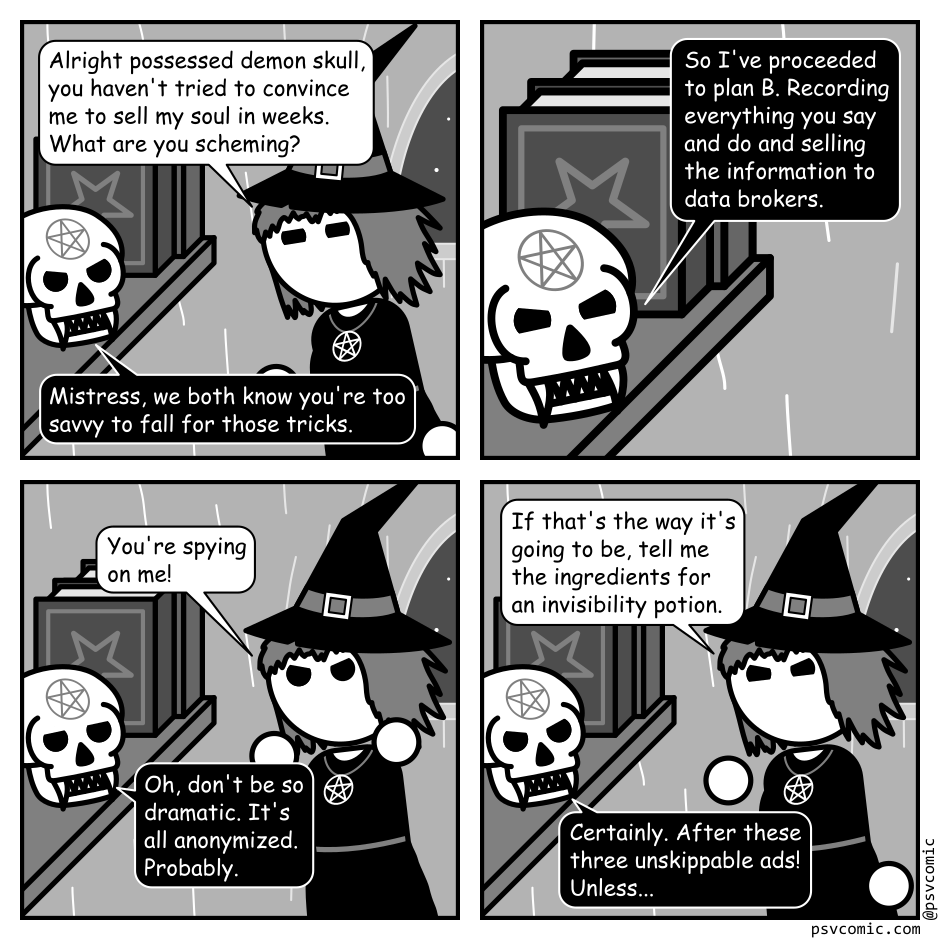 Alright possessed demon skull,
you haven't tried to convince
me to sell my soul in weeks.
What are you scheming?
Mistress, we both know you're too
savvy to fall for those tricks.
So I've proceeded
to plan B. Recording
everything you say
and do and selling
the information to
data brokers.
You're spying
on me!
Oh, don't be so
dramatic. It's
all anonymized.
Probably.
If that's the way it's
going to be, tell me
the ingredients for
an invisibility potion.
Certainly. After these
three unskippable ads!
Unless...
@psvcomic
psvcomic.com